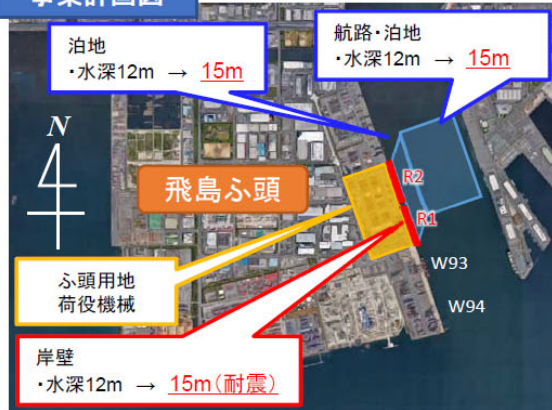 事業計画図
泊地
・水深12m → 15m
航路・泊地
・水深12m → 15m
N
飛島ふ頭
R2
R1
ふ頭用地
荷役機械
W93
W94
岸壁
・水深12m → 15m(耐震)